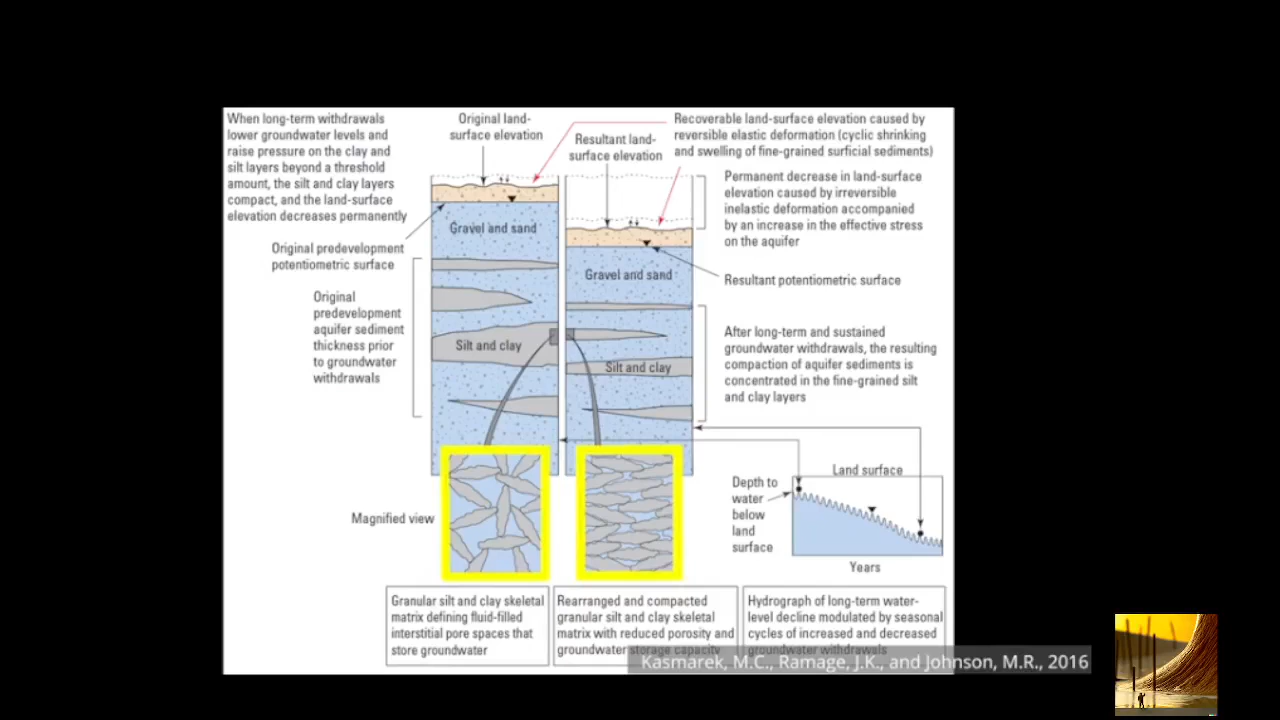 When long-term withdrawals
lower groundwater levels and
raise pressure on the clay and
silt layers beyond a threshold
amount, the silt and clay layers
compact, and the land-surface
elevation decreases permanently
Original land-
surface elevation
Resultant land-
surface elevation
Recoverable land-surface elevation caused by
reversible elastic deformation (cyclic shrinking
and swelling of fine-grained surficial sediments)
Permanent decrease in land-surface
elevation caused by irreversible
inelastic deformation accompanied
by an increase in the effective stress
on the aquifer
Original predevelopment
potentiometric surface
Gravel and sand
Gravel and sand
Resultant potentiometric surface
Original
predevelopment
aquifer sediment
thickness prior
to groundwater
withdrawals
Silt and clay
Silt and clay
After long-term and sustained
groundwater withdrawals, the resulting
compaction of aquifer sediments is
concentrated in the fine-grained silt
and clay layers
Magnified view
Land surface
Depth to
water
below
land
surface
Years
Granular silt and clay skeletal
matrix defining fluid-filled
interstitial pore spaces that
store groundwater
Rearranged and compacted
granular silt and clay skeletal
matrix with reduced porosity and
groundwater storage capacity
Hydrograph of long-term water-
level decline modulated by seasonal
cycles of increased and decreased
groundwater withdrawals
Kasmarek, M.C., Ramage, J.K., and Johnson, M.R., 2016